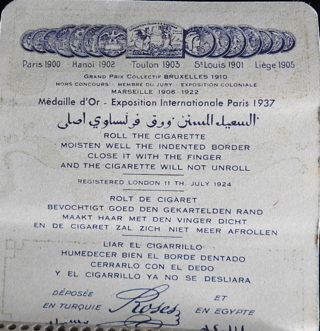 Paris 1900 Hanoi 1902 Toulon 1903 St Louis 1901 Liège 1905
GRAND PRIX COLLECTIF BRUXELLES 1910
HORS CONCOURS - MEMBRE DU JURY - EXPOSITION COLONIALE
MARSEILLE 1906-1922
Médaille d'Or - Exposition Internationale Paris 1937
ورق فرنساوي اصلي
ROLL THE CIGARETTE
MOISTEN WELL THE INDENTED BORDER
CLOSE IT WITH THE FINGER
AND THE CIGARETTE WILL NOT UNROLL
REGISTERED LONDON 11 TH. JULY 1924
ROLT DE CIGARET
BEVOCHTIGT GOED DEN GEKARTELDEN RAND
MAAKT HAAR MET DEN VINGER DICHT
EN DE CIGARET ZAL ZICH NIET MEER AFROLLEN
LIAR EL CIGARRILLO
HUMEDECER BIEN EL BORDE DENTADO
CERRARLO CON EL DEDO
Y EL CIGARRILLO YA NO SE DESLIARA
DÉPOSÉE ET
EN TURQUIE Roses EN EGYPTE